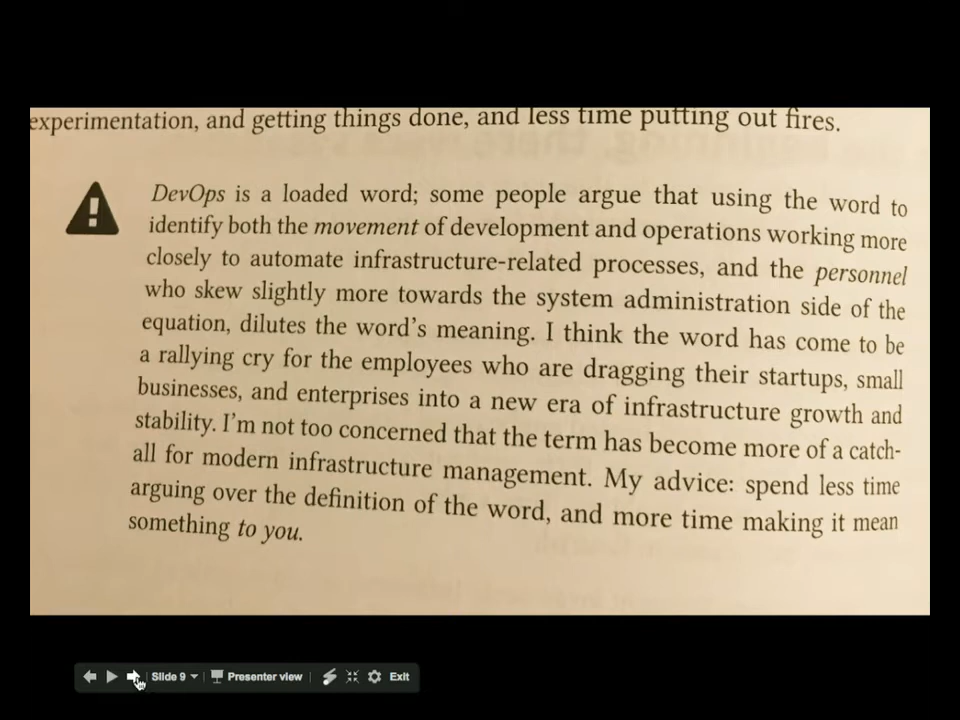 experimentation, and getting things done, and less time putting out fires.
DevOps is a loaded word; some people argue that using the word to
identify both the movement of development and operations working more
closely to automate infrastructure-related processes, and the personnel
who skew slightly more towards the system administration side of the
equation, dilutes the word's meaning. I think the word has come to be
a rallying cry for the employees who are dragging their startups, small
businesses, and enterprises into a new era of infrastructure growth and
stability. I'm not too concerned that the term has become more of a catch-
all for modern infrastructure management. My advice: spend less time
arguing over the definition of the word, and more time making it mean
something to you.
Slide 9 Presenter view Exit